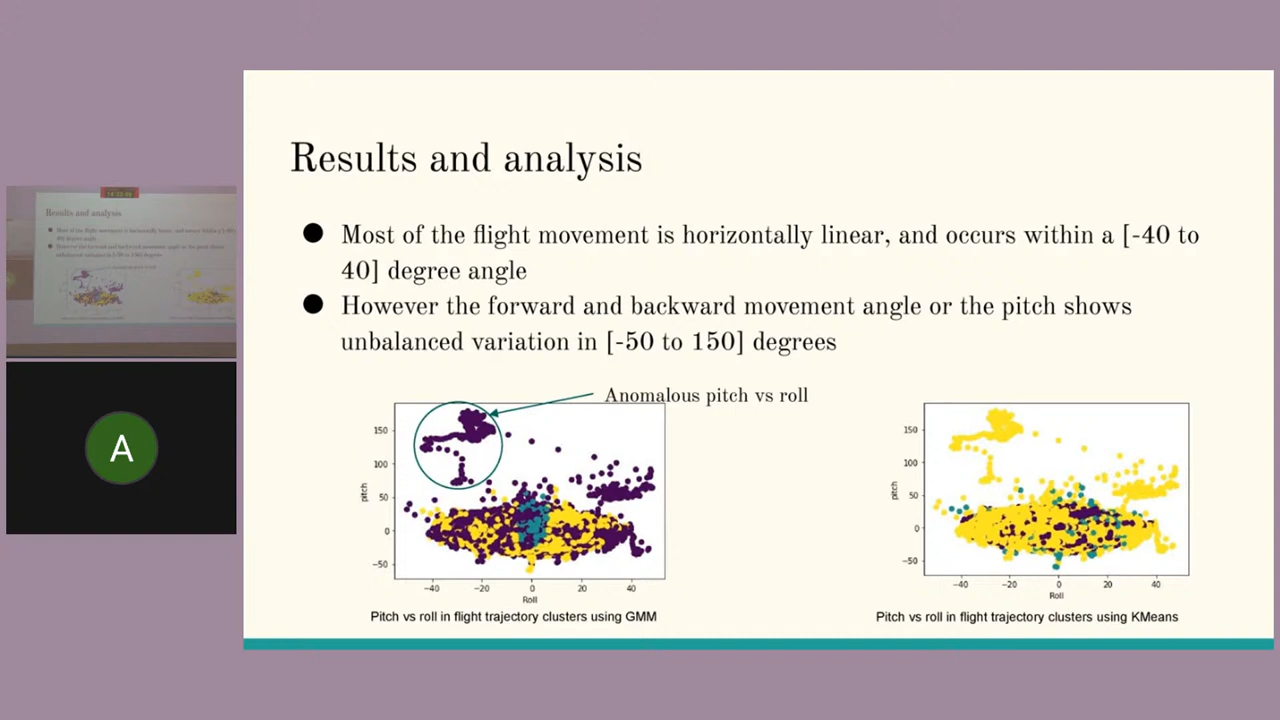 Results and analysis
● Most of the flight movement is horizontally linear, and occurs within a [-40 to
40] degree angle
● However the forward and backward movement angle or the pitch shows
unbalanced variation in [-50 to 150] degrees
Anomalous pitch vs roll
150
100
50
0
−50
pitch
−40 −20 0 20 40
Roll
Pitch vs roll in flight trajectory clusters using GMM
150
100
50
0
−50
pitch
−40 −20 0 20 40
Roll
Pitch vs roll in flight trajectory clusters using KMeans
Results and analysis
A